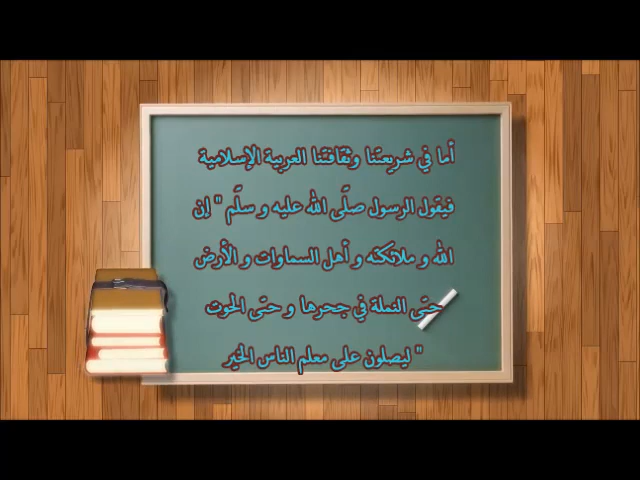 أما في شريعتنا وثقافتنا العربية الإسلامية
فيقول الرسول صلّى الله عليه و سلّم " إن
الله و ملائكته و أهل السماوات و الأرض
حتّى النملة في جحرها و حتّى الحوت
ليصلون على معلم الناس الخير "